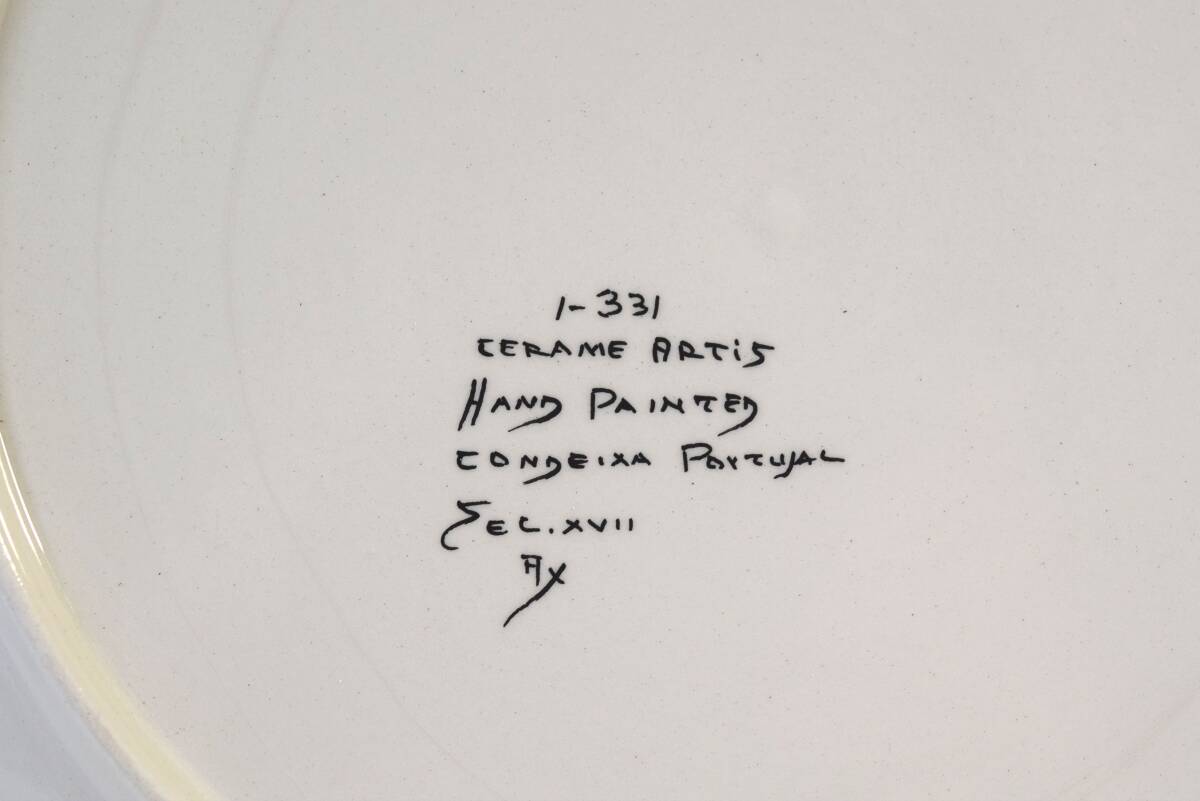 1-331
CERAME ARTiS
HAND PAINTED
CONDEIXA PORTUGAL
SEC.XVII
AX